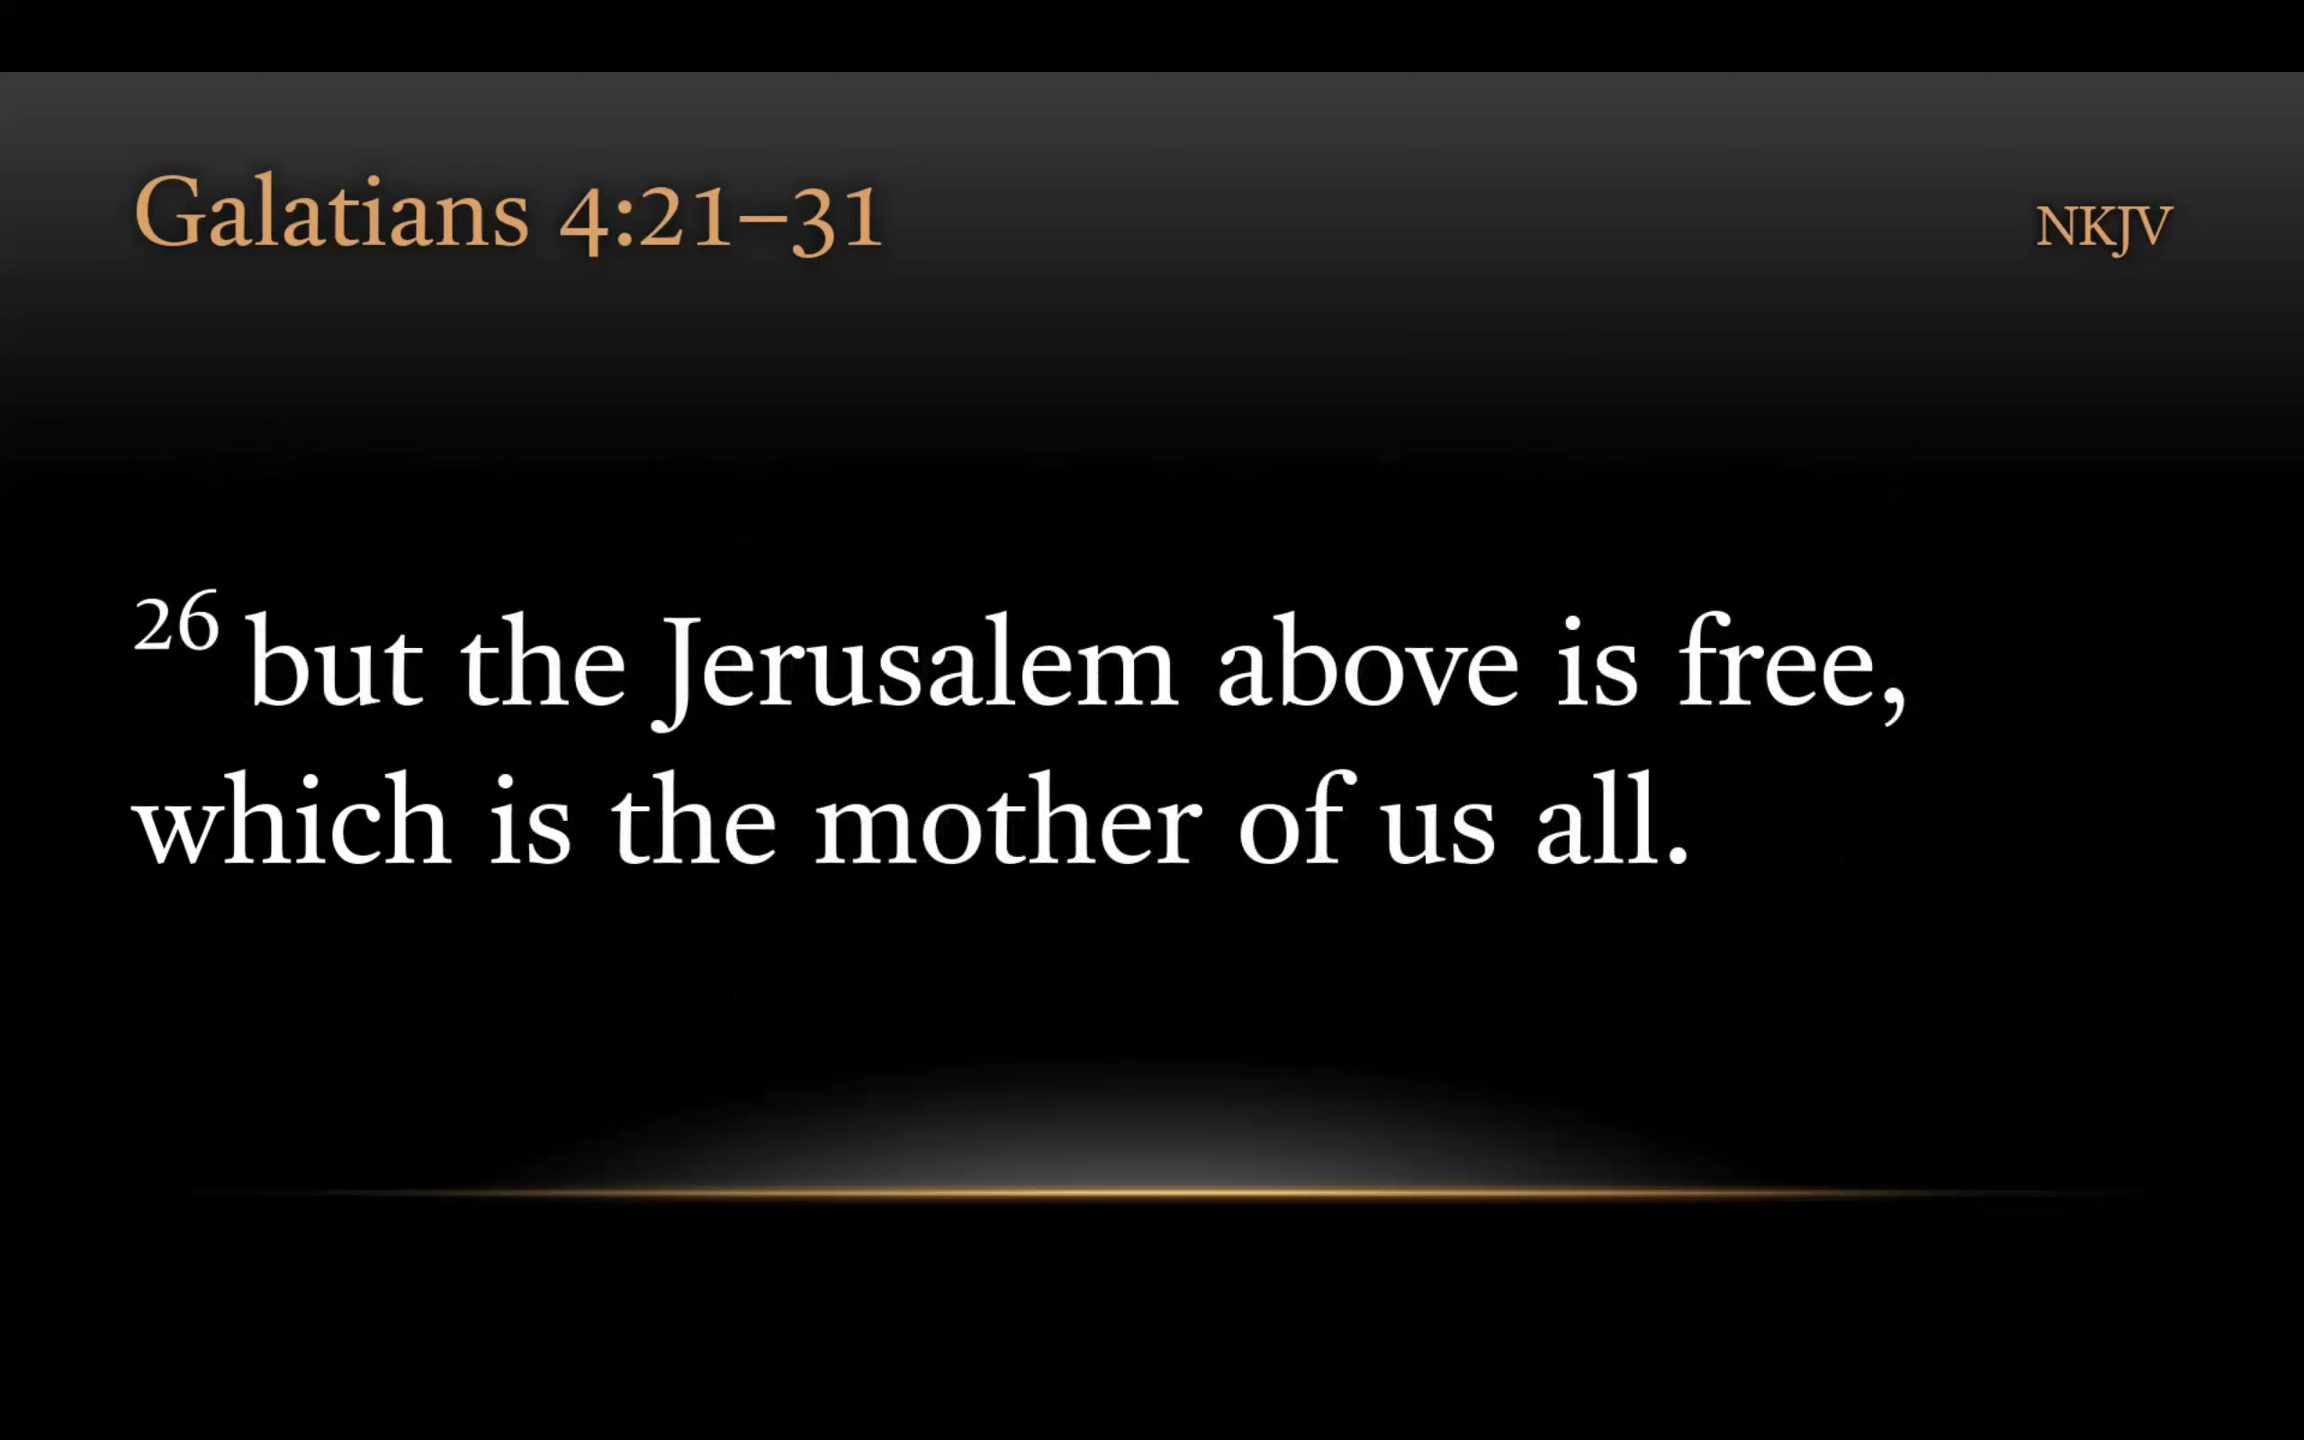 Galatians 4:21–31
NKJV
26 but the Jerusalem above is free,
which is the mother of us all.